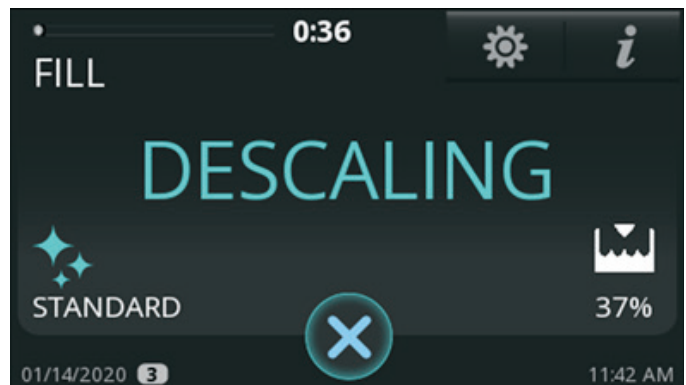 0:36
i
FILL
DESCALING
STANDARD
37%
01/14/2020 3
11:42 AM